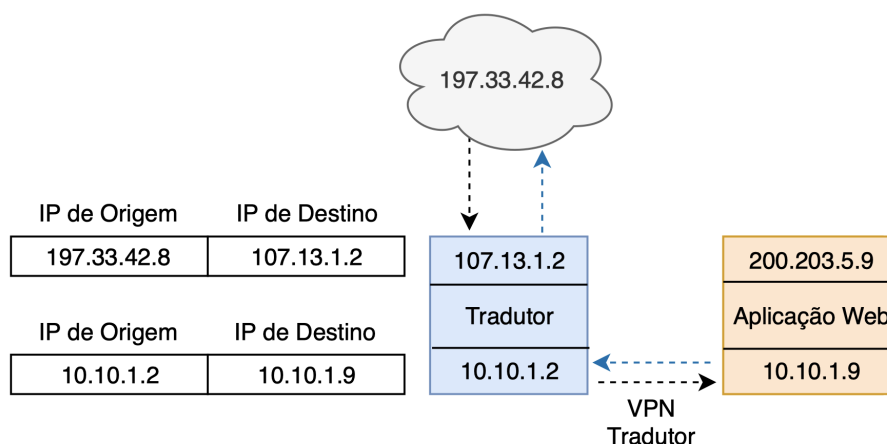 197.33.42.8
IP de Origem IP de Destino
197.33.42.8 107.13.1.2
107.13.1.2
200.203.5.9
Tradutor
Aplicação Web
IP de Origem IP de Destino
10.10.1.2 10.10.1.9
10.10.1.2
10.10.1.9
VPN
Tradutor